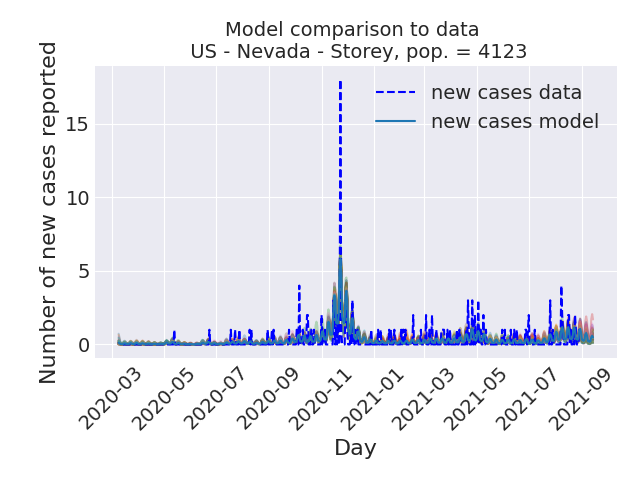 Model comparison to data
US - Nevada - Storey, pop. = 4123
Number of new cases reported
15
10
5
0
new cases data
new cases model
2020-03
2020-05
2020-07
2020-09
2020-11
2021-01
2021-03
2021-05
2021-07
2021-09
Day